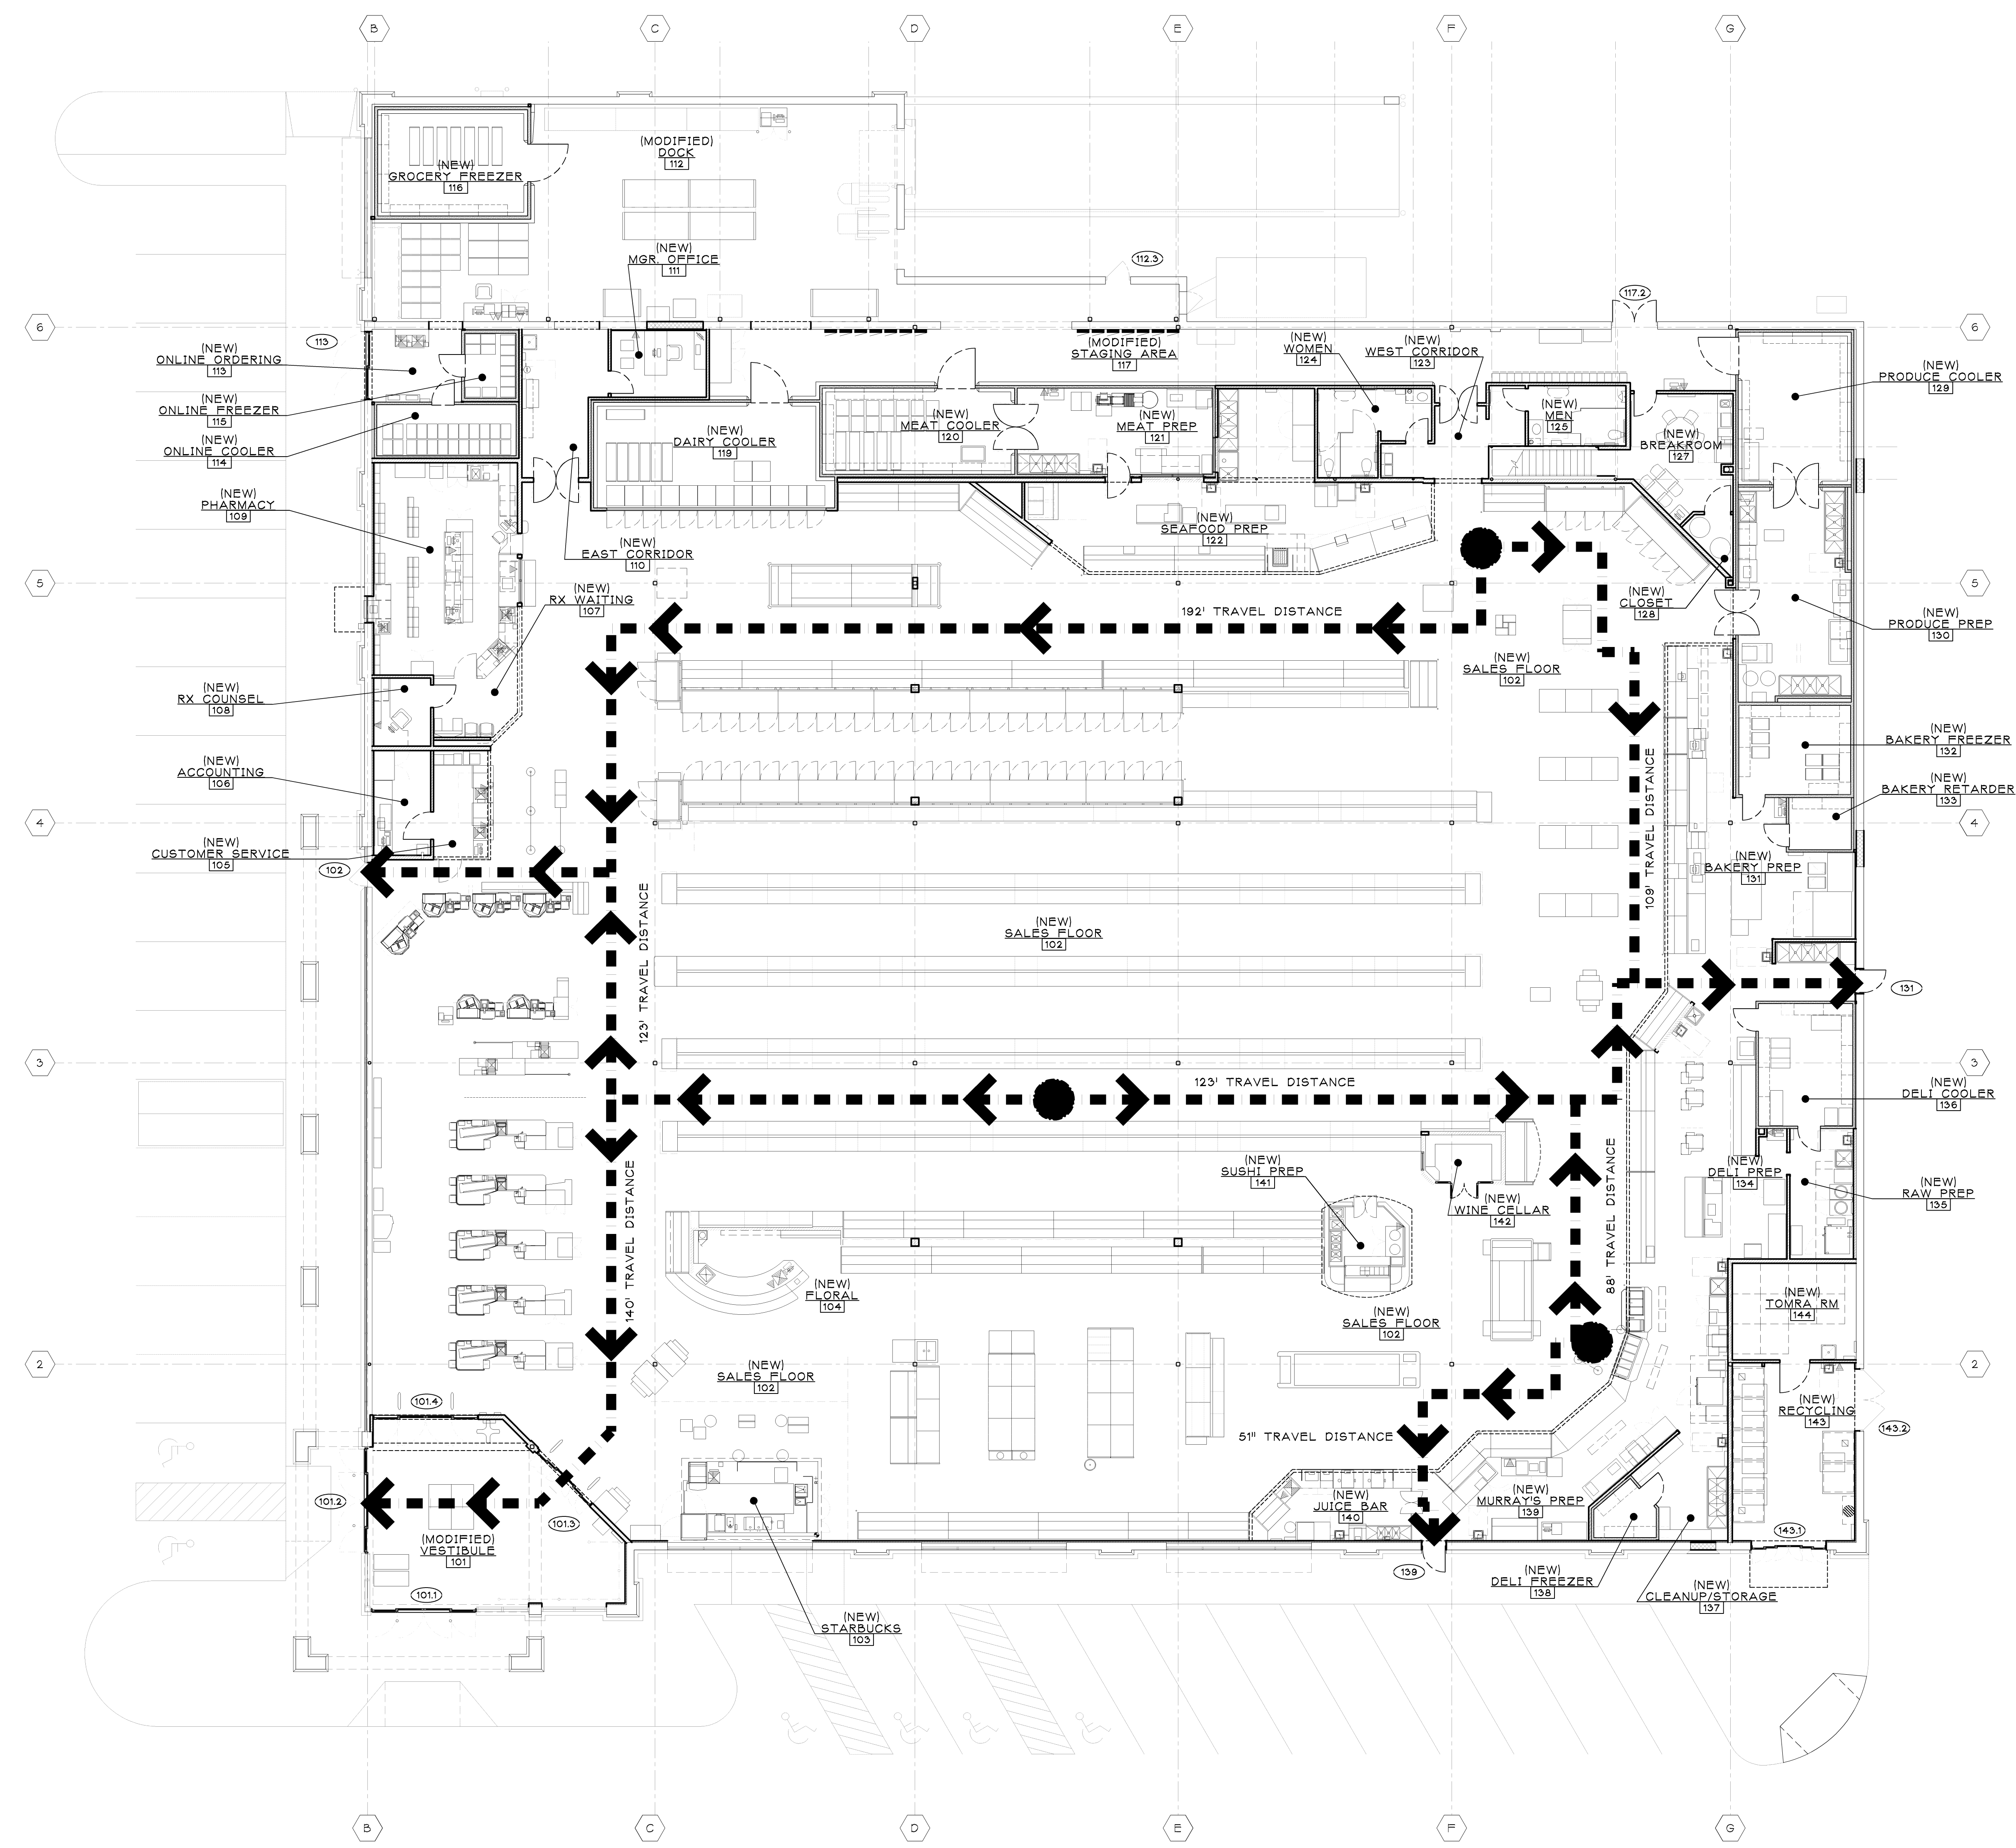 B
C
D
E
F
G
(NEW)
GROCERY FREEZER
116
(MODIFIED)
DOCK
112
(NEW)
MGR. OFFICE
111
112.3
117.2
6
6
113
(NEW)
ONLINE ORDERING
113
(NEW)
ONLINE FREEZER
115
(NEW)
ONLINE COOLER
114
(MODIFIED)
STAGING AREA
117
(NEW)
WOMEN
124
(NEW)
WEST CORRIDOR
123
(NEW)
PRODUCE COOLER
129
(NEW)
DAIRY COOLER
119
(NEW)
MEAT COOLER
120
(NEW)
MEAT PREP
121
(NEW)
MEN
125
(NEW)
BREAKROOM
127
(NEW)
PHARMACY
109
(NEW)
EAST CORRIDOR
110
(NEW)
SEAFOOD PREP
122
5
5
(NEW)
RX WAITING
107
192' TRAVEL DISTANCE
(NEW)
CLOSET
128
(NEW)
PRODUCE PREP
130
(NEW)
SALES FLOOR
102
(NEW)
RX COUNSEL
108
(NEW)
ACCOUNTING
106
109' TRAVEL DISTANCE
(NEW)
BAKERY FREEZER
132
(NEW)
BAKERY RETARDER
133
4
4
(NEW)
CUSTOMER SERVICE
105
102
(NEW)
BAKERY PREP
131
(NEW)
SALES FLOOR
102
123' TRAVEL DISTANCE
131
3
3
123' TRAVEL DISTANCE
(NEW)
DELI COOLER
136
140' TRAVEL DISTANCE
88' TRAVEL DISTANCE
(NEW)
SUSHI PREP
141
(NEW)
WINE CELLAR
142
(NEW)
DELI PREP
134
(NEW)
RAW PREP
135
(NEW)
FLORAL
104
(NEW)
SALES FLOOR
102
(NEW)
TOMRA RM
144
2
2
(NEW)
SALES FLOOR
102
101.4
(NEW)
RECYCLING
143
143.2
51" TRAVEL DISTANCE
101.2
101.3
(NEW)
JUICE BAR
140
(NEW)
MURRAY'S PREP
139
143.1
(MODIFIED)
VESTIBULE
101
101.1
139
(NEW)
DELI FREEZER
138
(NEW)
CLEANUP/STORAGE
137
(NEW)
STARBUCKS
103
B
C
D
E
F
G